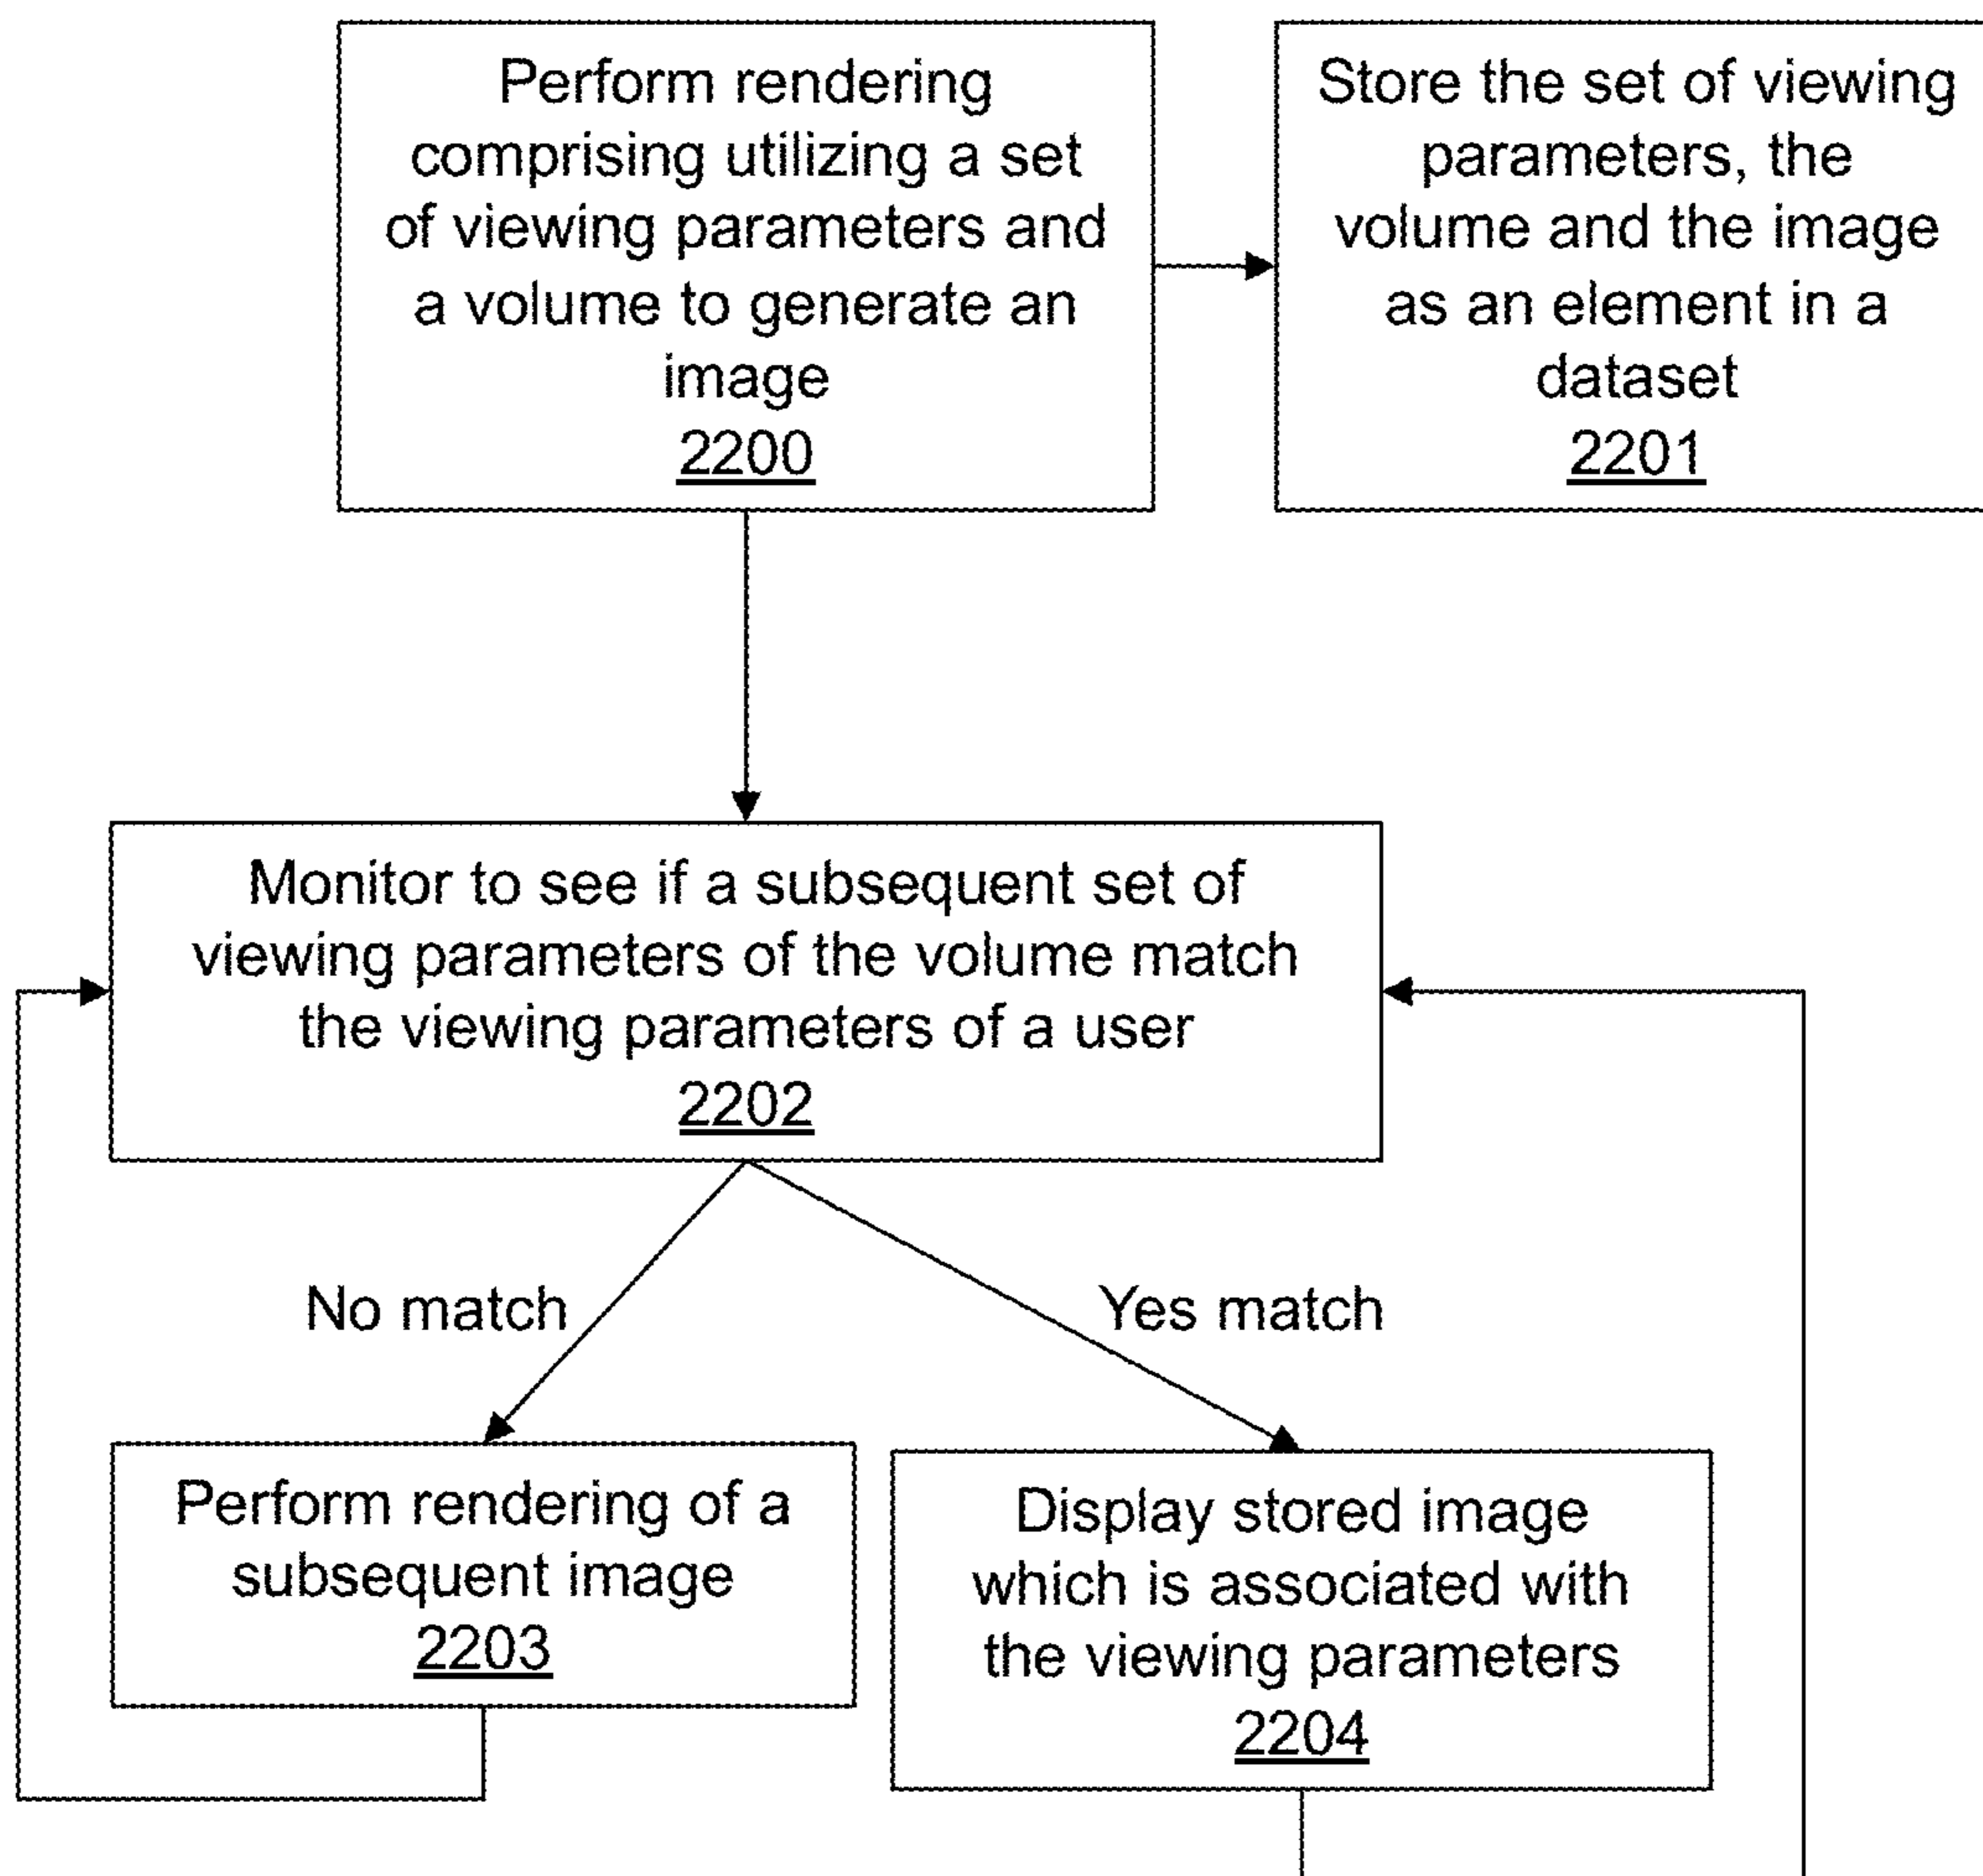 Perform rendering
comprising utilizing a set
of viewing parameters and
a volume to generate an
image
2200
Store the set of viewing
parameters, the
volume and the image
as an element in a
dataset
2201
Monitor to see if a subsequent set of
viewing parameters of the volume match
the viewing parameters of a user
2202
No match
Yes match
Perform rendering of a
subsequent image
2203
Display stored image
which is associated with
the viewing parameters
2204